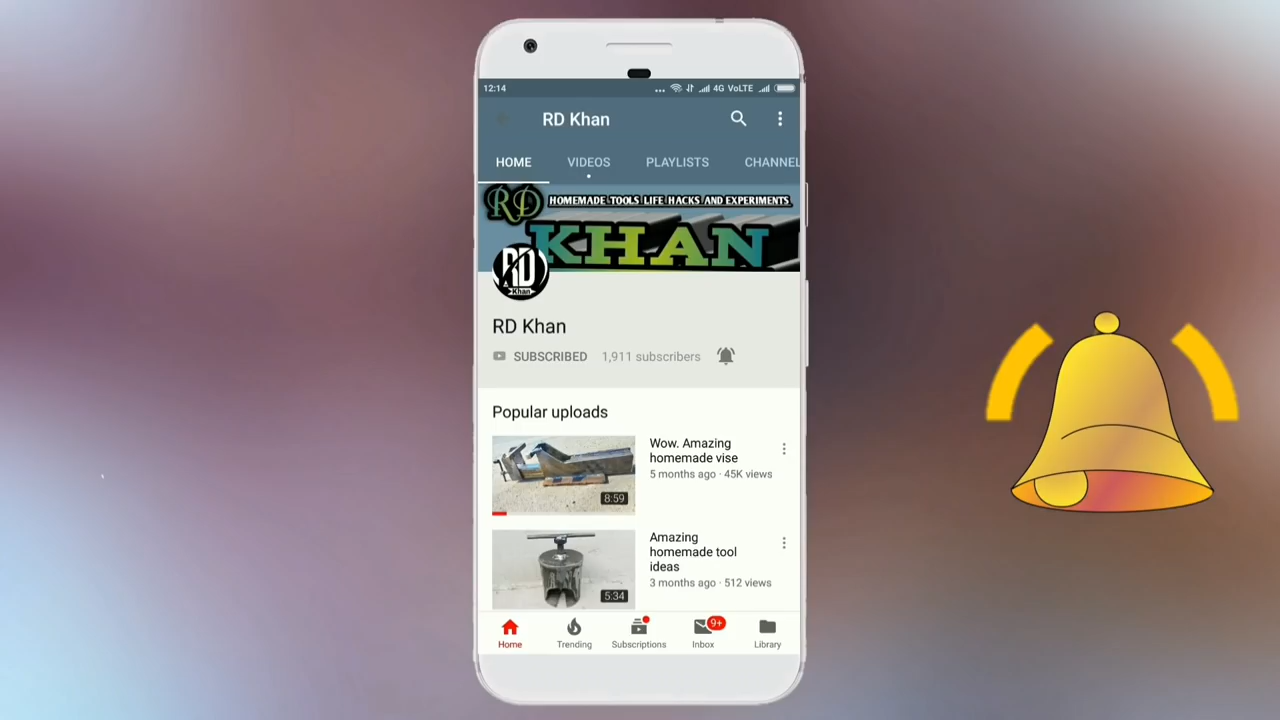 12:14 ... 4G VoLTE
RD Khan
HOME VIDEOS PLAYLISTS CHANNEL
RD HOMEMADE TOOLS LIFE HACKS AND EXPERIMENTS.
KHAN
RD
Khan
RD Khan
SUBSCRIBED 1,911 subscribers
Popular uploads
Wow. Amazing
homemade vise
5 months ago · 45K views
8:59
Amazing
homemade tool
ideas
3 months ago · 512 views
5:34
9+
Home Trending Subscriptions Inbox Library